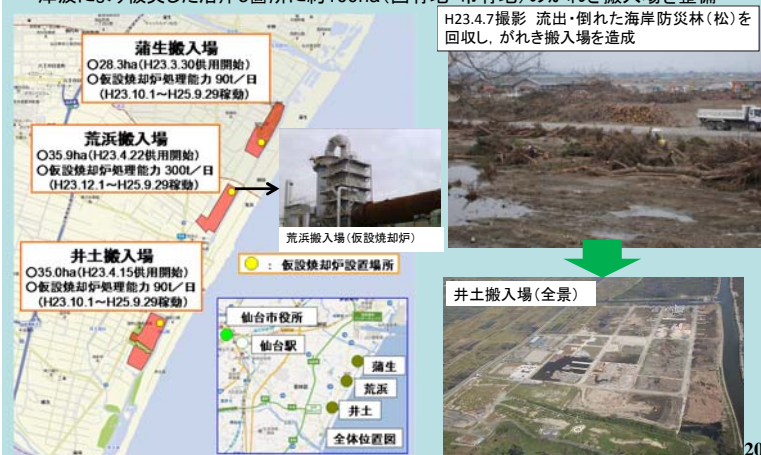 津波により被災した沿岸3箇所に約100ha(国有地・市有地)のがれき搬入場を整備
H23.4.7撮影 流出・倒れた海岸防災林(松)を
回収し，がれき搬入場を造成
蒲生搬入場
○28.3ha(H23.3.30供用開始)
○仮設焼却炉処理能力 90t／日
(H23.10.1～H25.9.29稼動)
荒浜搬入場
○35.9ha(H23.4.22供用開始)
○仮設焼却炉処理能力 300t／日
(H23.12.1～H25.9.29稼動)
荒浜搬入場(仮設焼却炉)
井土搬入場
○35.0ha(H23.4.15供用開始)
○仮設焼却炉処理能力 90t／日
(H23.10.1～H25.9.29稼動)
： 仮設焼却炉設置場所
井土搬入場(全景)
仙台市役所
仙台駅
蒲生
荒浜
井土
全体位置図
20